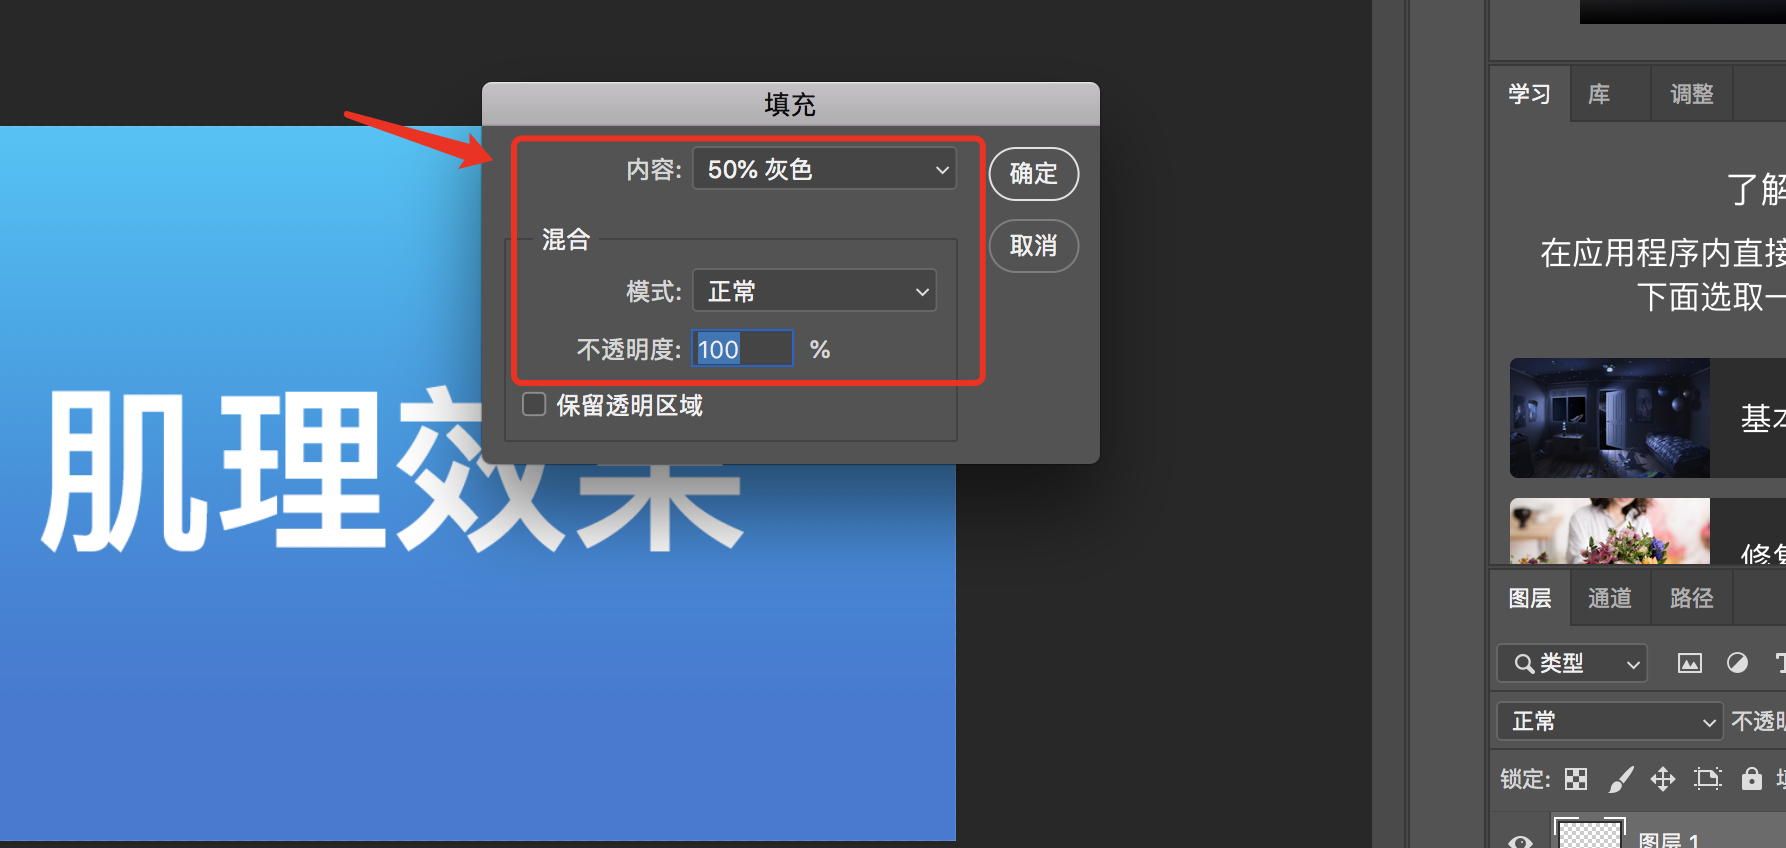 填充
内容: 50% 灰色
确定
混合
取消
模式: 正常
不透明度: 100 %
保留透明区域
肌理效果
学习 库 调整
了解
在应用程序内直接
下面选取一
基本
修复
图层 通道 路径
类型
正常 不透明
锁定:
图层 1